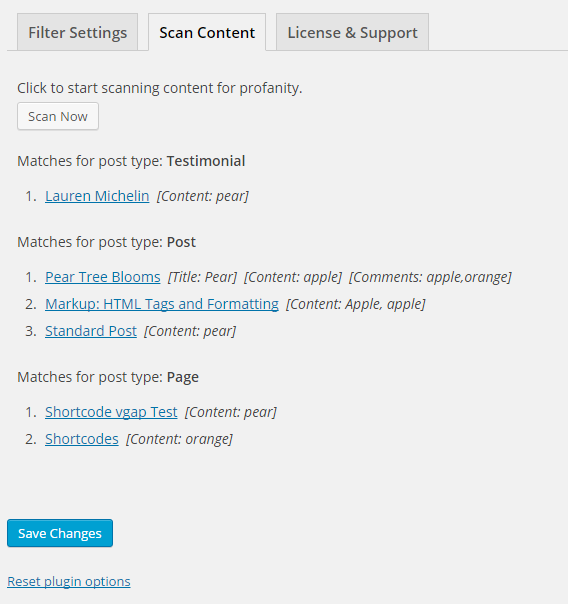 Filter Settings Scan Content License & Support
Click to start scanning content for profanity.
Scan Now
Matches for post type: Testimonial
1. Lauren Michelin [Content: pear]
Matches for post type: Post
1. Pear Tree Blooms [Title: Pear] [Content: apple] [Comments: apple,orange]
2. Markup: HTML Tags and Formatting [Content: Apple, apple]
3. Standard Post [Content: pear]
Matches for post type: Page
1. Shortcode vgap Test [Content: pear]
2. Shortcodes [Content: orange]
Save Changes
Reset plugin options